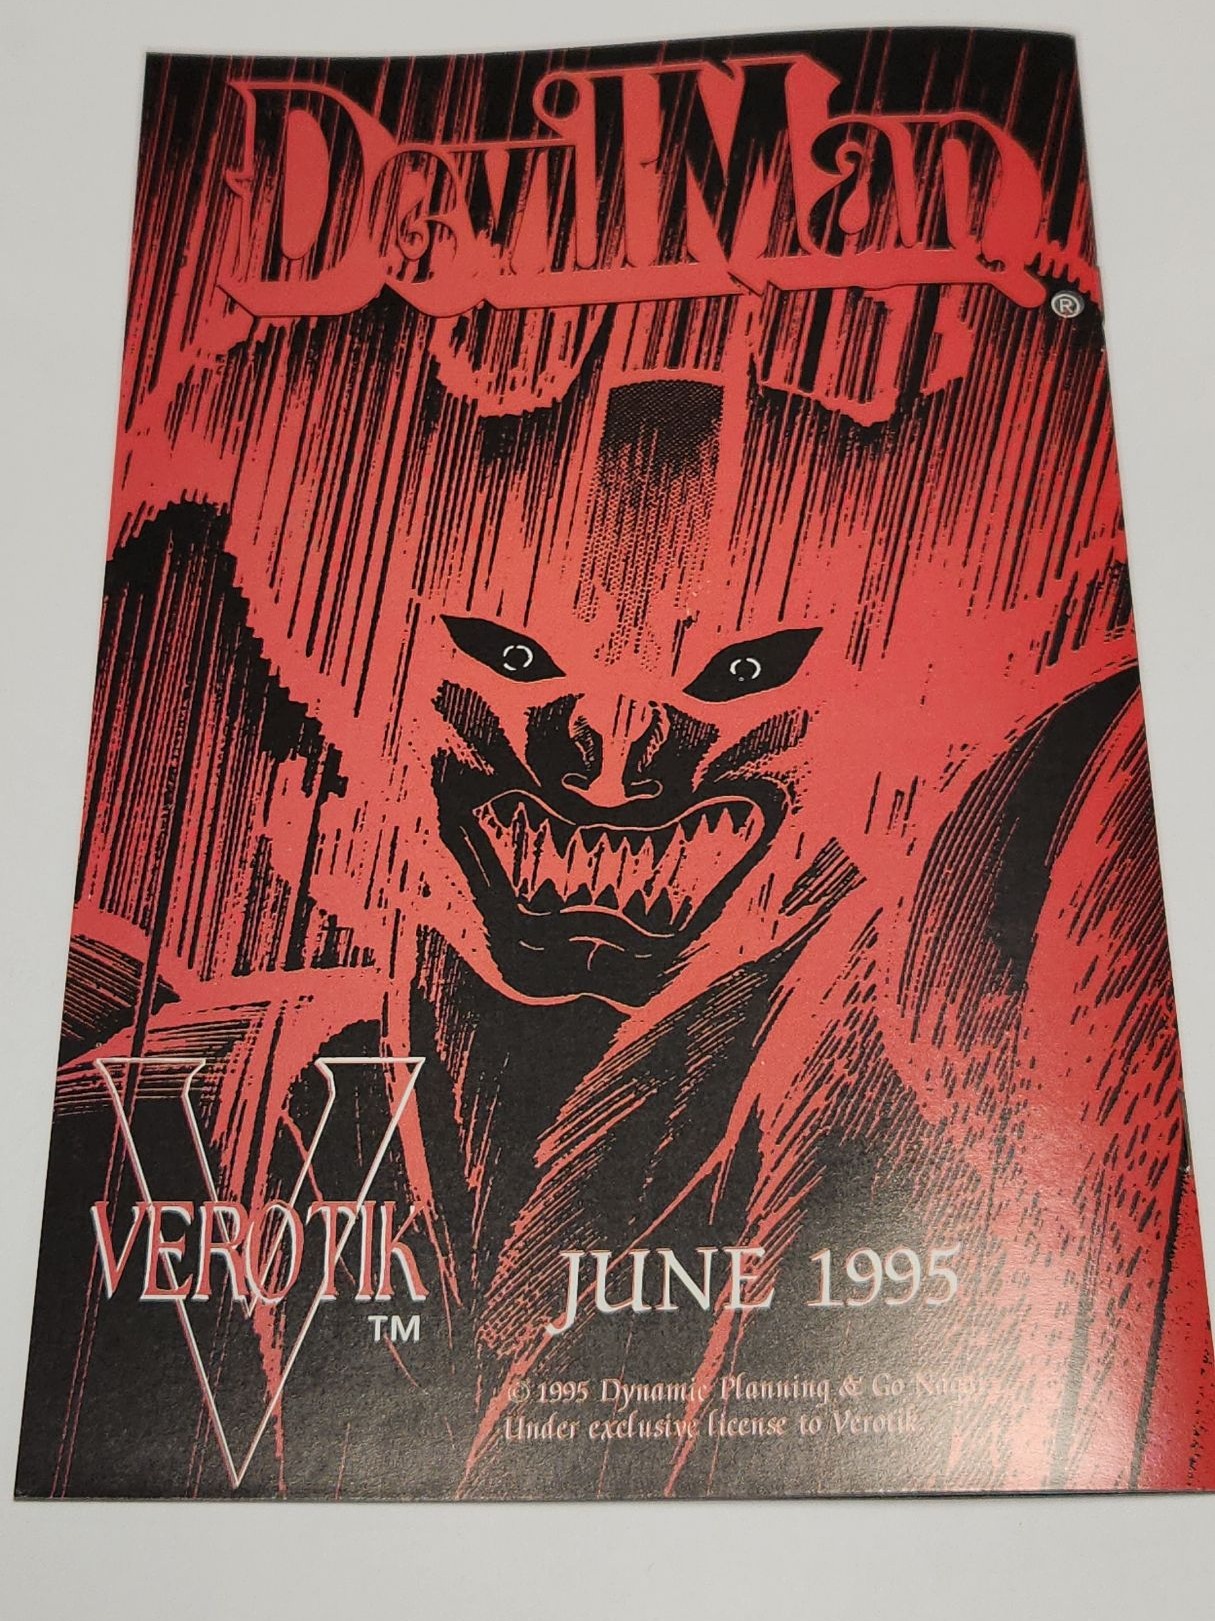 DevilMan
®
VEROTIK
TM
JUNE 1995
© 1995 Dynamic Planning & Go Nagai
Under exclusive license to Verotik.